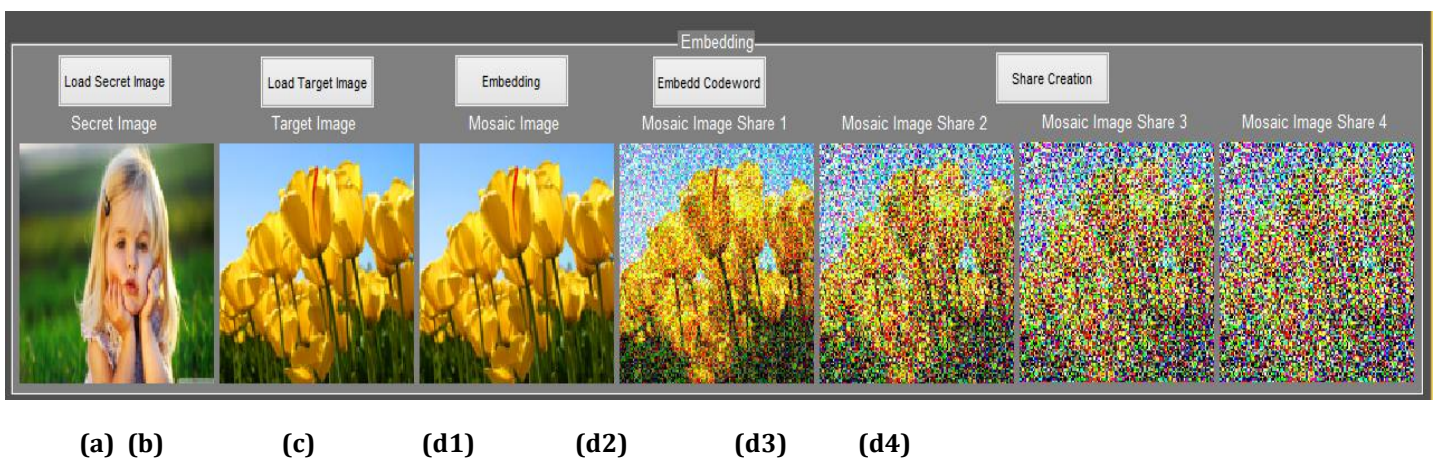 Embedding
Load Secret Image Load Target Image Embedding Embedd Codeword Share Creation
Secret Image Target Image Mosaic Image Mosaic Image Share 1 Mosaic Image Share 2 Mosaic Image Share 3 Mosaic Image Share 4
(a) (b) (c) (d1) (d2) (d3) (d4)